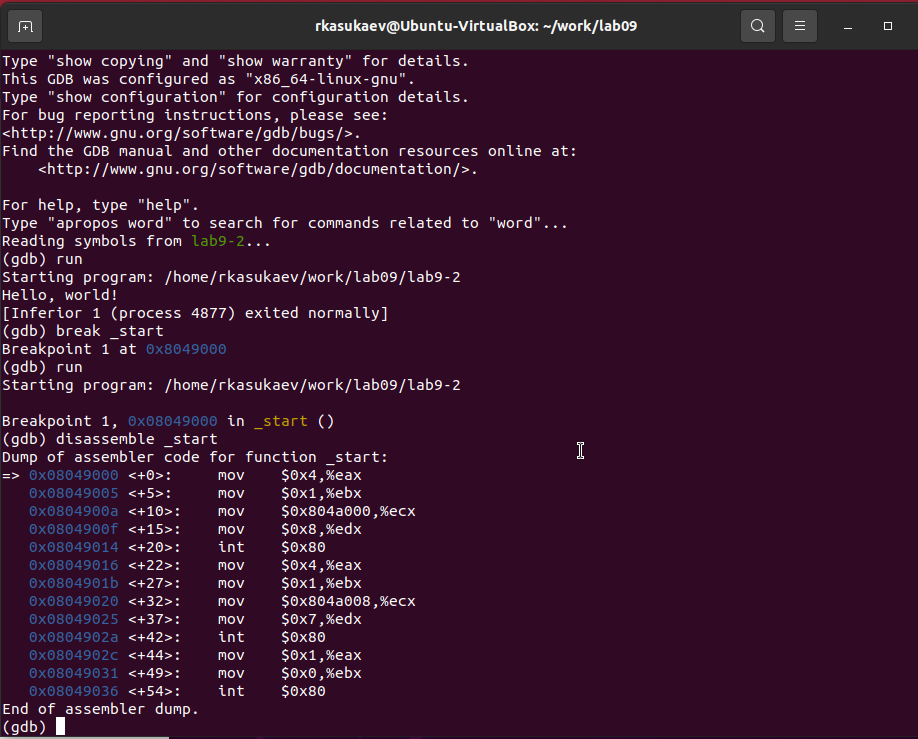 rkasukaev@Ubuntu-VirtualBox: ~/work/lab09
Type "show copying" and "show warranty" for details.
This GDB was configured as "x86_64-linux-gnu".
Type "show configuration" for configuration details.
For bug reporting instructions, please see:
<http://www.gnu.org/software/gdb/bugs/>.
Find the GDB manual and other documentation resources online at:
    <http://www.gnu.org/software/gdb/documentation/>.

For help, type "help".
Type "apropos word" to search for commands related to "word"...
Reading symbols from lab9-2...
(gdb) run
Starting program: /home/rkasukaev/work/lab09/lab9-2
Hello, world!
[Inferior 1 (process 4877) exited normally]
(gdb) break _start
Breakpoint 1 at 0x8049000
(gdb) run
Starting program: /home/rkasukaev/work/lab09/lab9-2

Breakpoint 1, 0x08049000 in _start ()
(gdb) disassemble _start
Dump of assembler code for function _start:
=> 0x08049000 <+0>:     mov    $0x4,%eax
   0x08049005 <+5>:     mov    $0x1,%ebx
   0x0804900a <+10>:    mov    $0x804a000,%ecx
   0x0804900f <+15>:    mov    $0x8,%edx
   0x08049014 <+20>:    int    $0x80
   0x08049016 <+22>:    mov    $0x4,%eax
   0x0804901b <+27>:    mov    $0x1,%ebx
   0x08049020 <+32>:    mov    $0x804a008,%ecx
   0x08049025 <+37>:    mov    $0x7,%edx
   0x0804902a <+42>:    int    $0x80
   0x0804902c <+44>:    mov    $0x1,%eax
   0x08049031 <+49>:    mov    $0x0,%ebx
   0x08049036 <+54>:    int    $0x80
End of assembler dump.
(gdb)